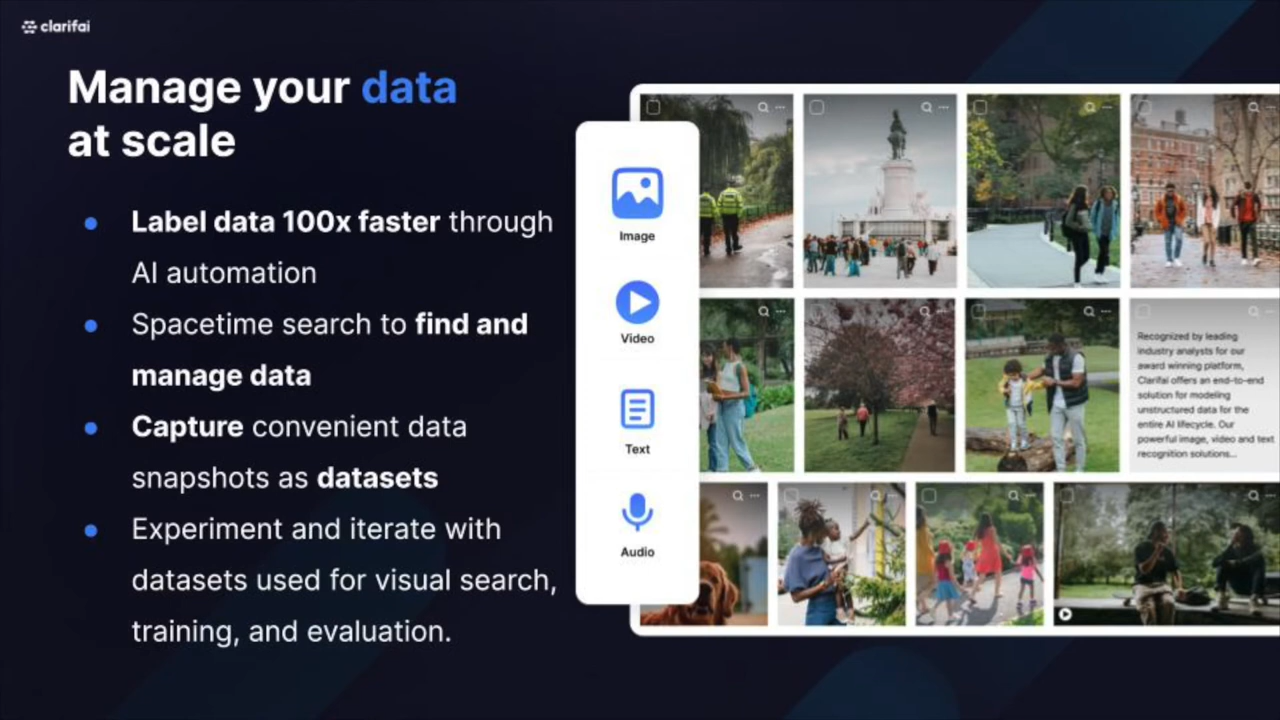 clarifai
Manage your data
at scale
Label data 100x faster through
AI automation
Spacetime search to find and
manage data
Capture convenient data
snapshots as datasets
Experiment and iterate with
datasets used for visual search,
training, and evaluation.
Image
Video
Text
Audio
Recognized by leading
industry analysts for our
award winning platform,
Clarifai offers an end-to-end
solution for modeling
unstructured data for the
entire AI lifecycle. Our
powerful image, video and text
recognition solutions...